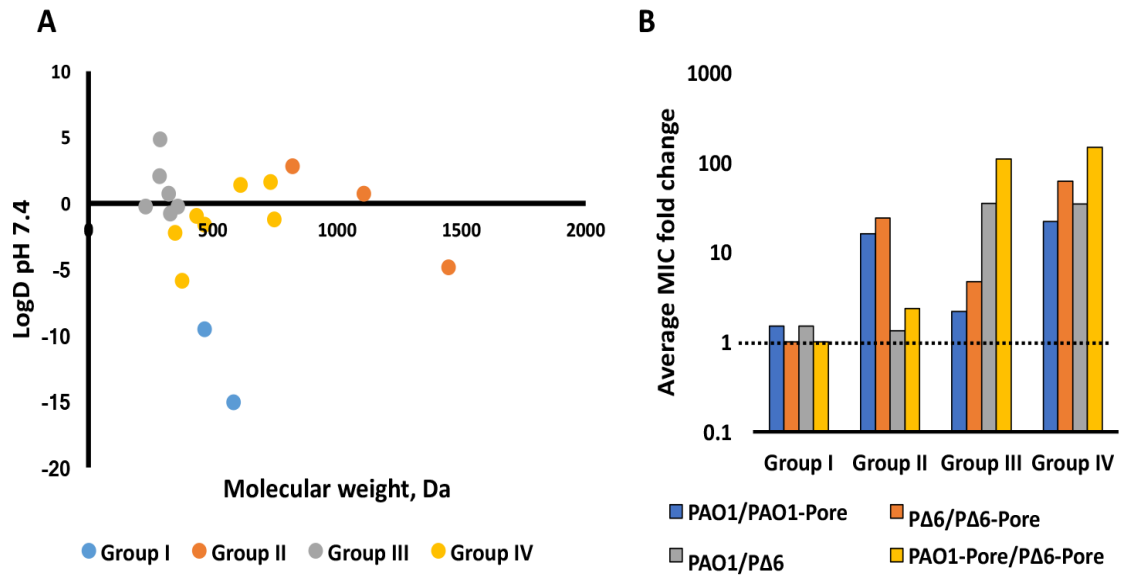 A
LogD pH 7.4
10
5
0
-5
-10
-15
-20
0
500
1000
1500
2000
Molecular weight, Da
Group I
Group II
Group III
Group IV
B
Average MIC fold change
1000
100
10
1
0.1
Group I
Group II
Group III
Group IV
PAO1/PAO1-Pore
PΔ6/PΔ6-Pore
PAO1/PΔ6
PAO1-Pore/PΔ6-Pore